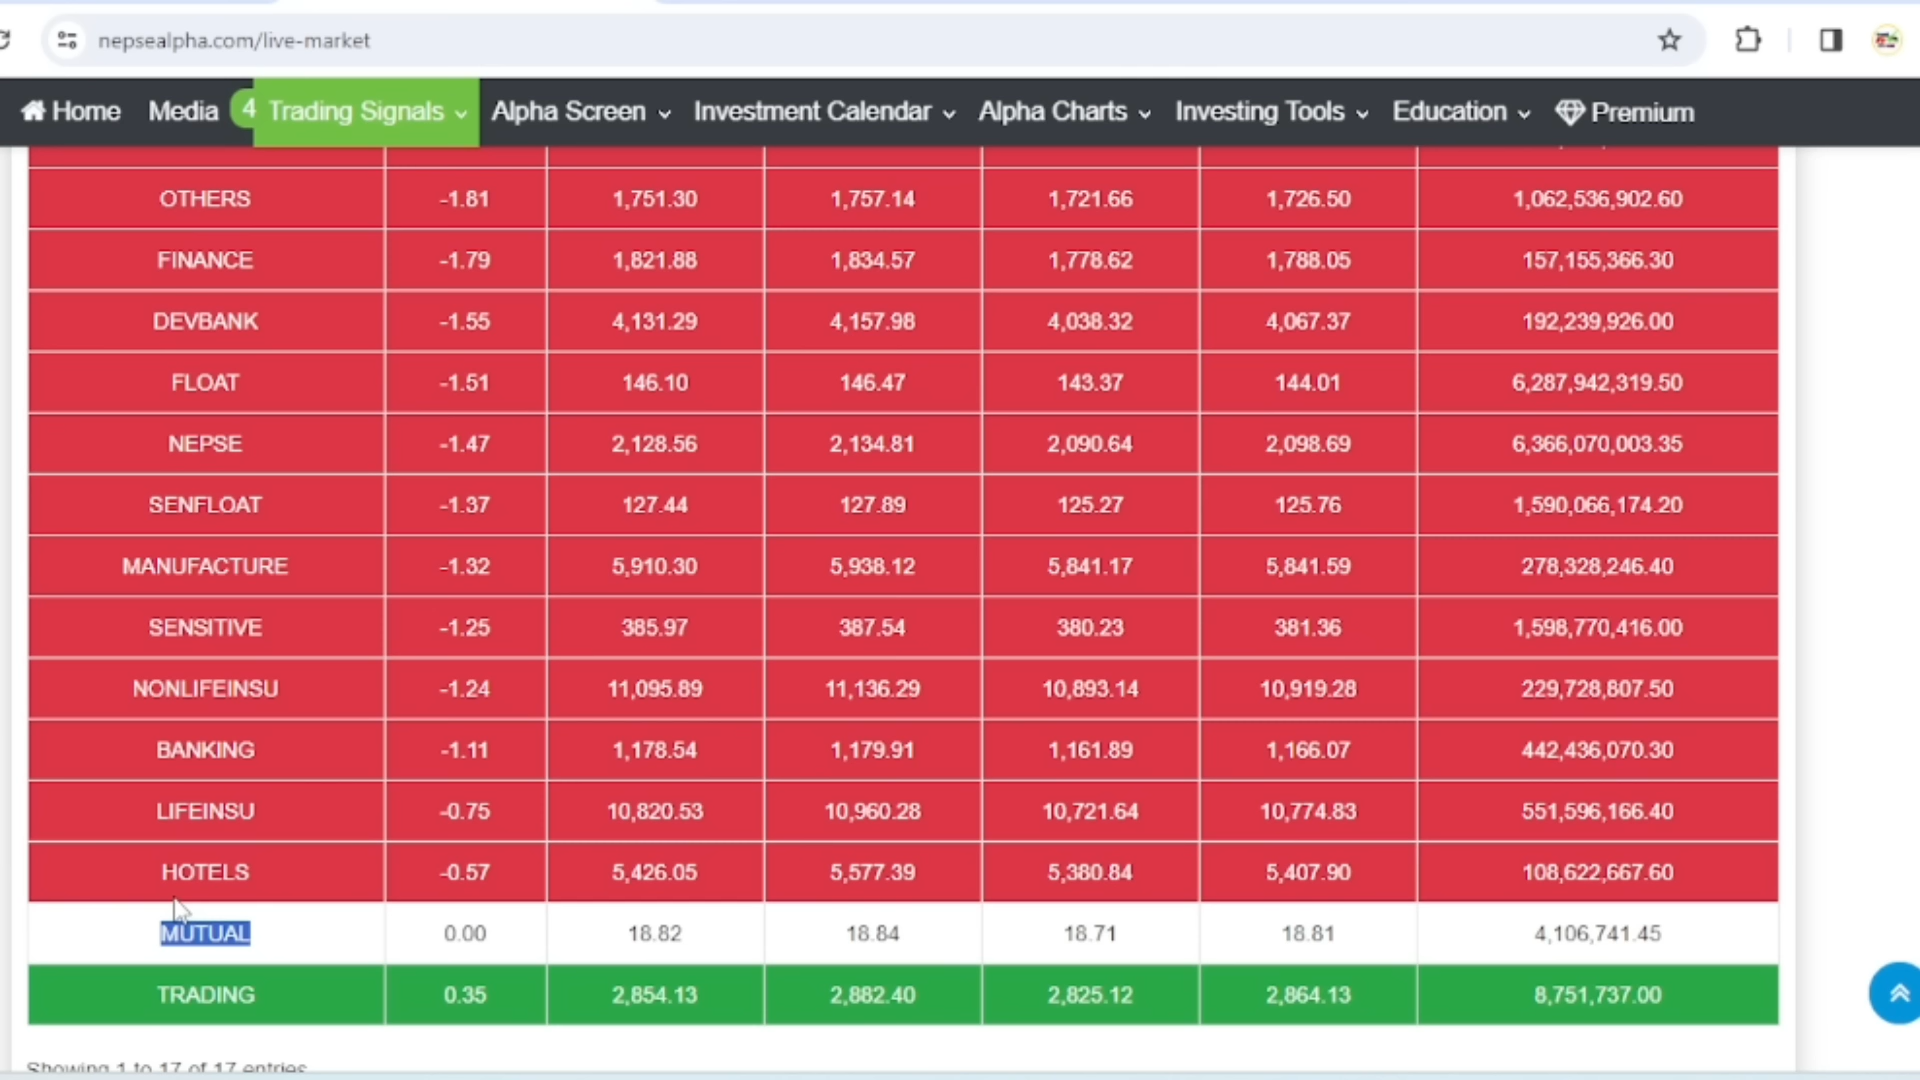 nepsealpha.com/live-market
Home Media 4 Trading Signals Alpha Screen Investment Calendar Alpha Charts Investing Tools Education Premium
OTHERS -1.81 1,751.30 1,757.14 1,721.66 1,726.50 1,062,536,902.60
FINANCE -1.79 1,821.88 1,834.57 1,778.62 1,788.05 157,155,366.30
DEVBANK -1.55 4,131.29 4,157.98 4,038.32 4,067.37 192,239,926.00
FLOAT -1.51 146.10 146.47 143.37 144.01 6,287,942,319.50
NEPSE -1.47 2,128.56 2,134.81 2,090.64 2,098.69 6,366,070,003.35
SENFLOAT -1.37 127.44 127.89 125.27 125.76 1,590,066,174.20
MANUFACTURE -1.32 5,910.30 5,938.12 5,841.17 5,841.59 278,328,246.40
SENSITIVE -1.25 385.97 387.54 380.23 381.36 1,598,770,416.00
NONLIFEINSU -1.24 11,095.89 11,136.29 10,893.14 10,919.28 229,728,807.50
BANKING -1.11 1,178.54 1,179.91 1,161.89 1,166.07 442,436,070.30
LIFEINSU -0.75 10,820.53 10,960.28 10,721.64 10,774.83 551,596,166.40
HOTELS -0.57 5,426.05 5,577.39 5,380.84 5,407.90 108,622,667.60
MUTUAL 0.00 18.82 18.84 18.71 18.81 4,106,741.45
TRADING 0.35 2,854.13 2,882.40 2,825.12 2,864.13 8,751,737.00
Showing 1 to 17 of 17 entries